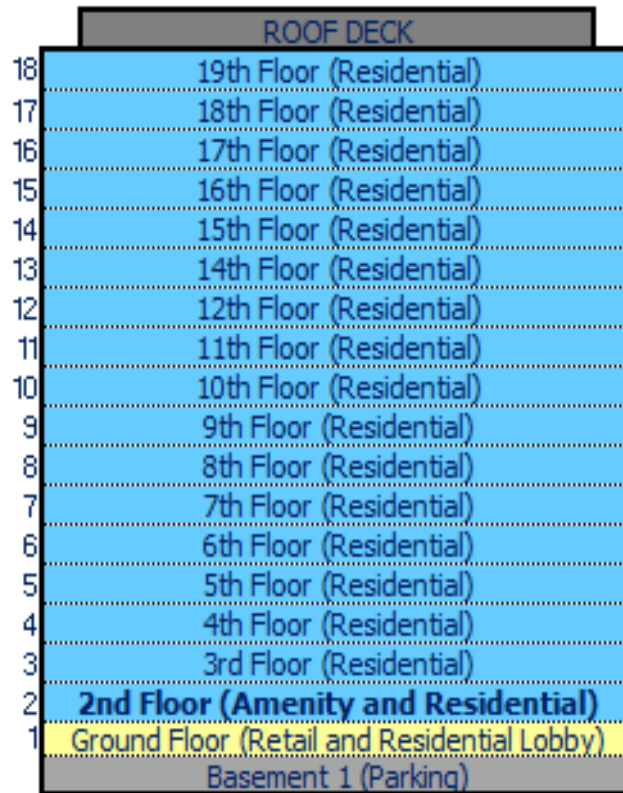 ROOF DECK
18 19th Floor (Residential)
17 18th Floor (Residential)
16 17th Floor (Residential)
15 16th Floor (Residential)
14 15th Floor (Residential)
13 14th Floor (Residential)
12 12th Floor (Residential)
11 11th Floor (Residential)
10 10th Floor (Residential)
9 9th Floor (Residential)
8 8th Floor (Residential)
7 7th Floor (Residential)
6 6th Floor (Residential)
5 5th Floor (Residential)
4 4th Floor (Residential)
3 3rd Floor (Residential)
2 2nd Floor (Amenity and Residential)
1 Ground Floor (Retail and Residential Lobby)
Basement 1 (Parking)